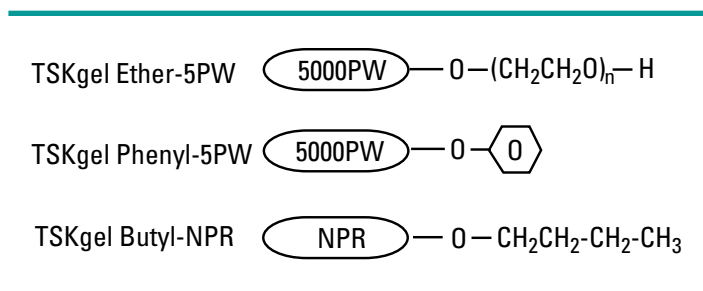 TSKgel Ether-5PW 5000PW O—(CH₂CH₂O)ₙ—H
TSKgel Phenyl-5PW 5000PW O O
TSKgel Butyl-NPR NPR O—CH₂CH₂-CH₂-CH₃